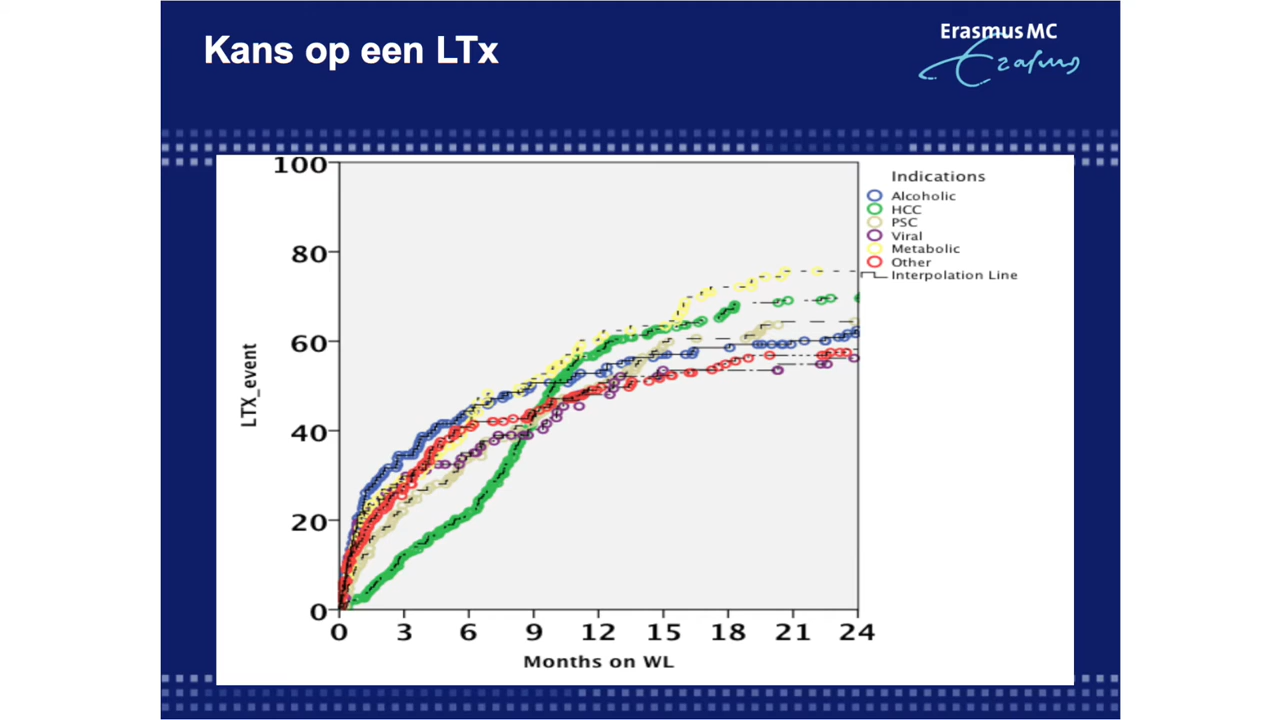 Kans op een LTx
Erasmus MC
Erasmus
100
80
60
40
20
0
LTX_event
0 3 6 9 12 15 18 21 24
Months on WL
Indications
Alcoholic
HCC
PSC
Viral
Metabolic
Other
Interpolation Line